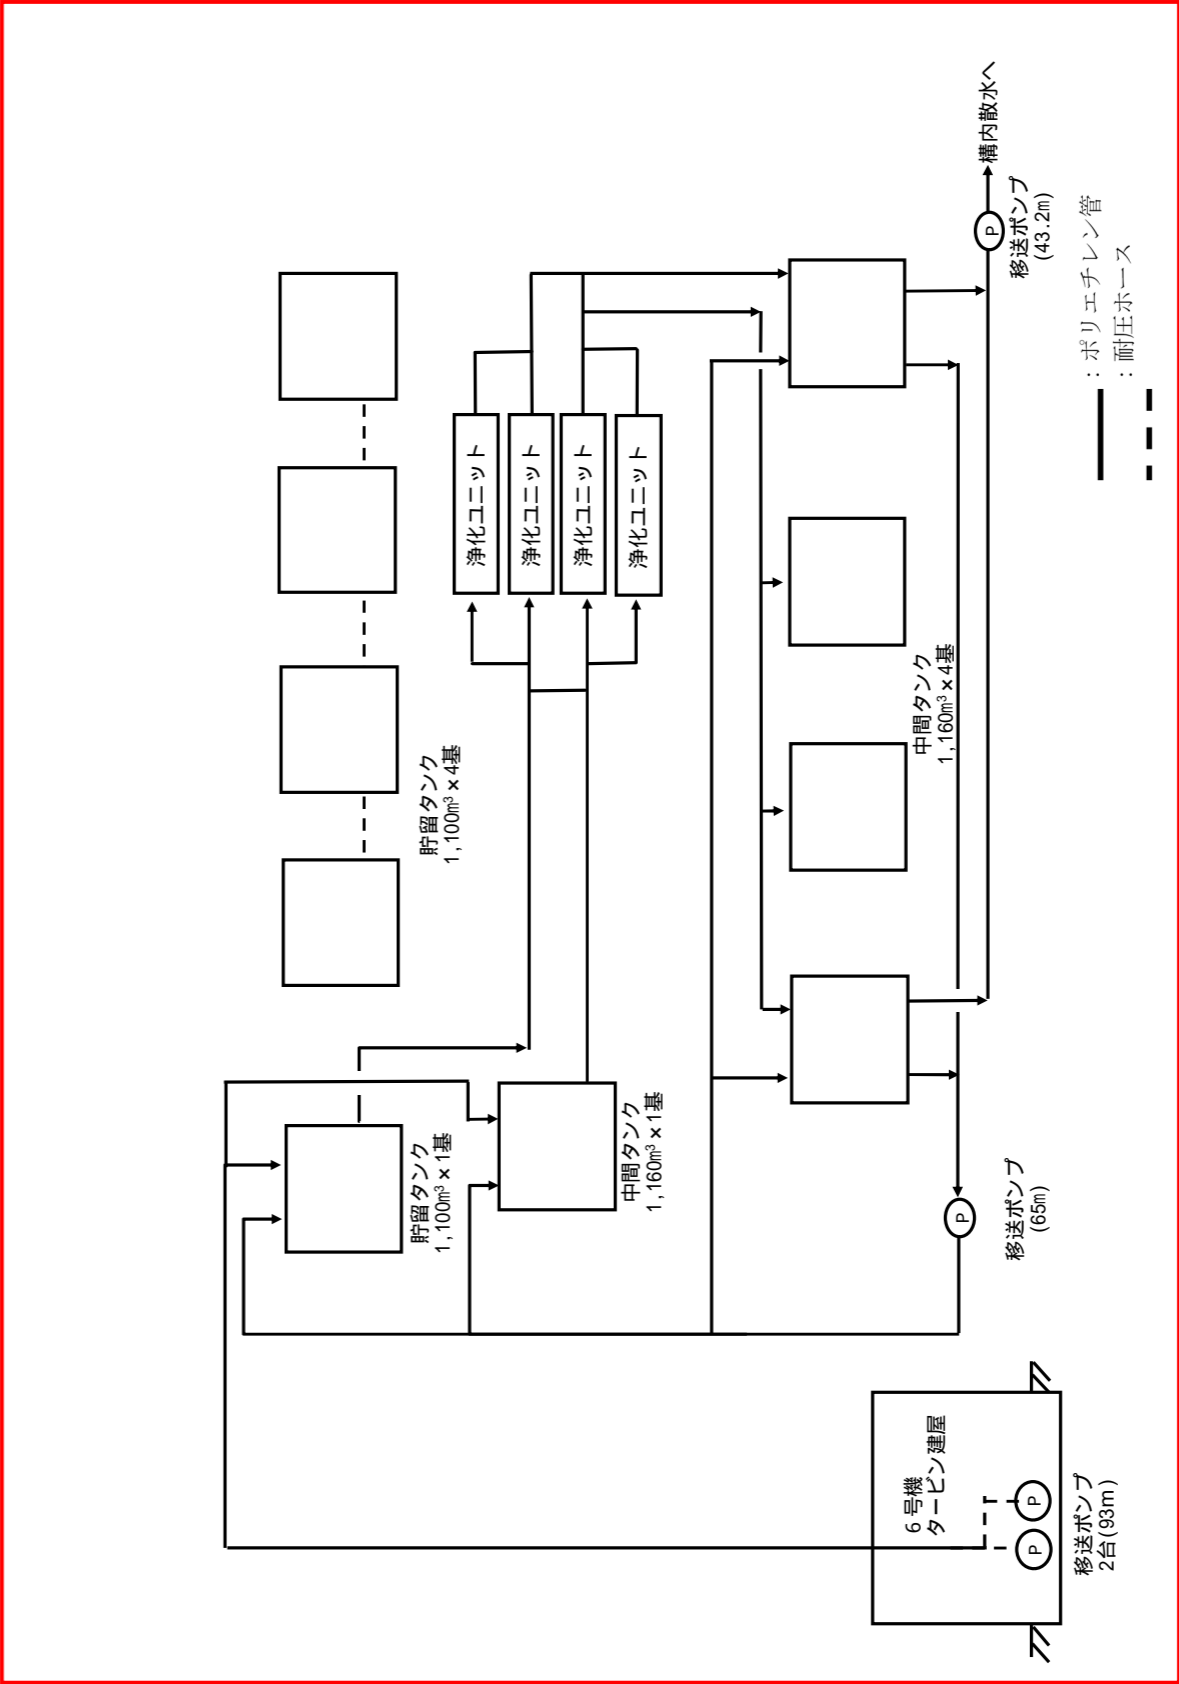 貯留タンク
1,100m³×4基
浄化ユニット
浄化ユニット
浄化ユニット
浄化ユニット
貯留タンク
1,100m³×1基
中間タンク
1,160m³×1基
中間タンク
1,160m³×4基
構内散水へ
P
移送ポンプ
(43.2m)
P
移送ポンプ
(65m)
6号機
タービン建屋
P
P
移送ポンプ
2台(93m)
：ポリエチレン管
：耐圧ホース